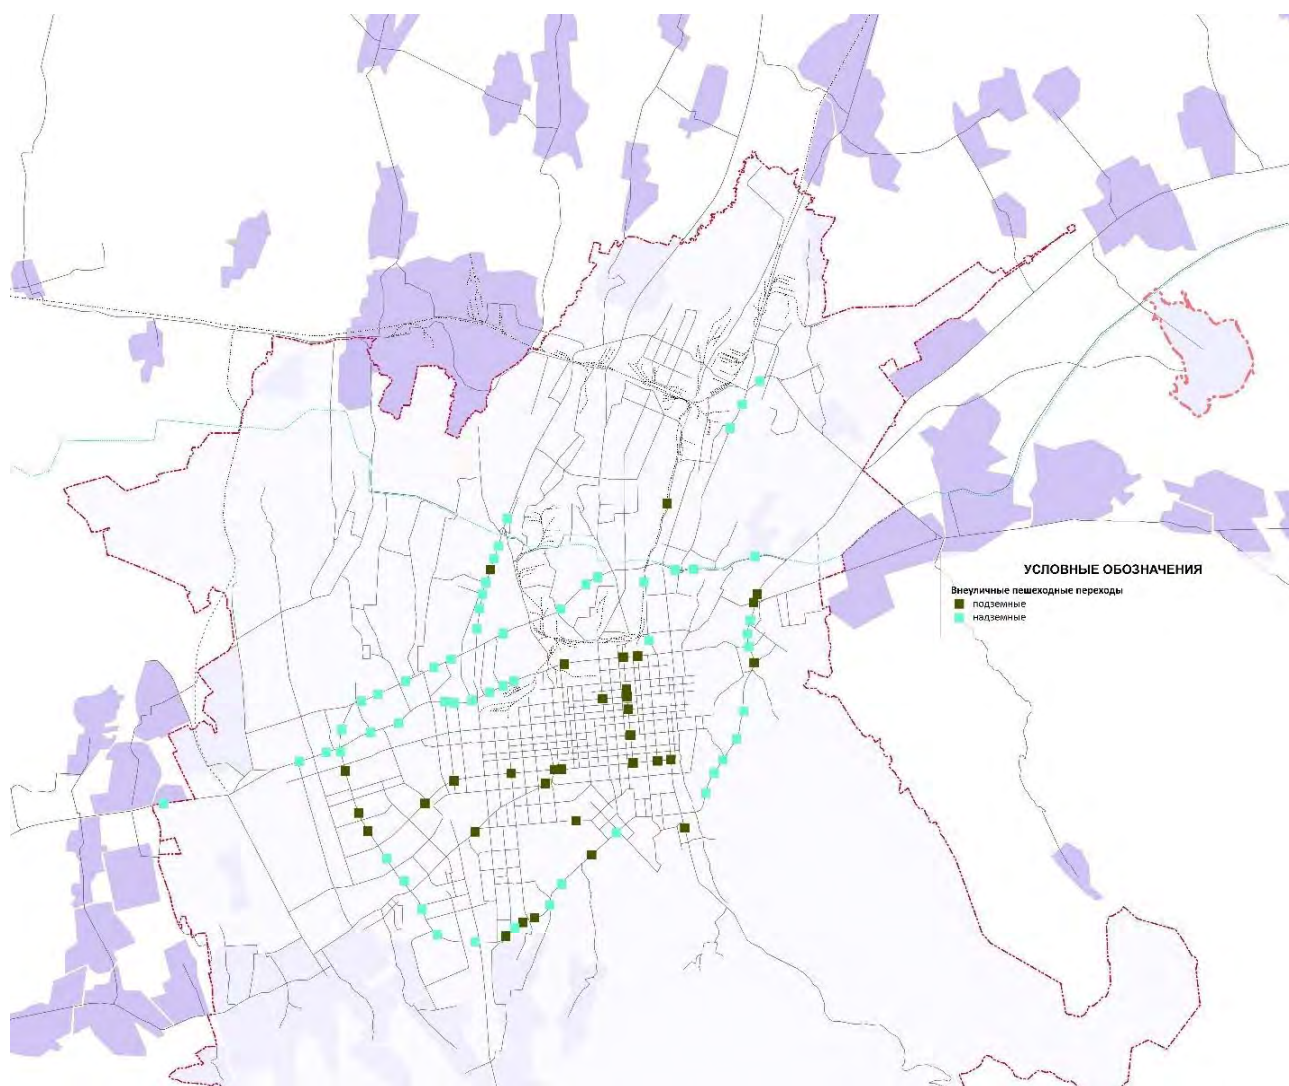 УСЛОВНЫЕ ОБОЗНАЧЕНИЯ
Внеуличные пешеходные переходы
подземные
надземные